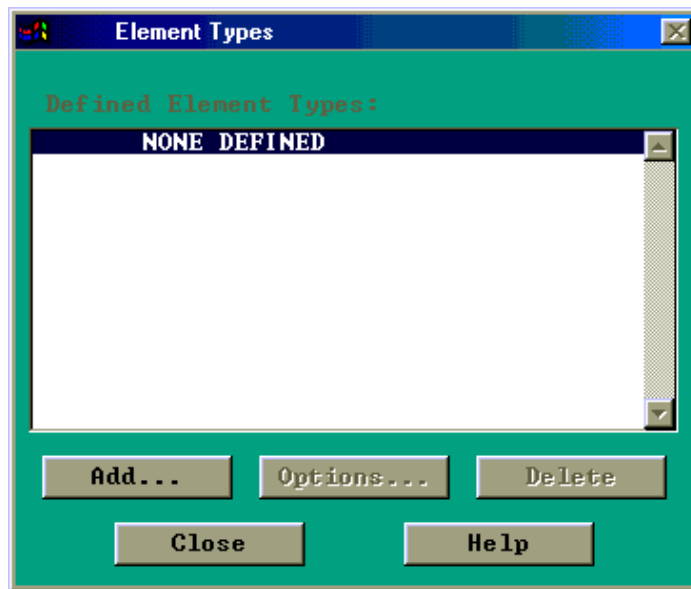 Element Types
Defined Element Types:
NONE DEFINED
Add... Options... Delete
Close Help